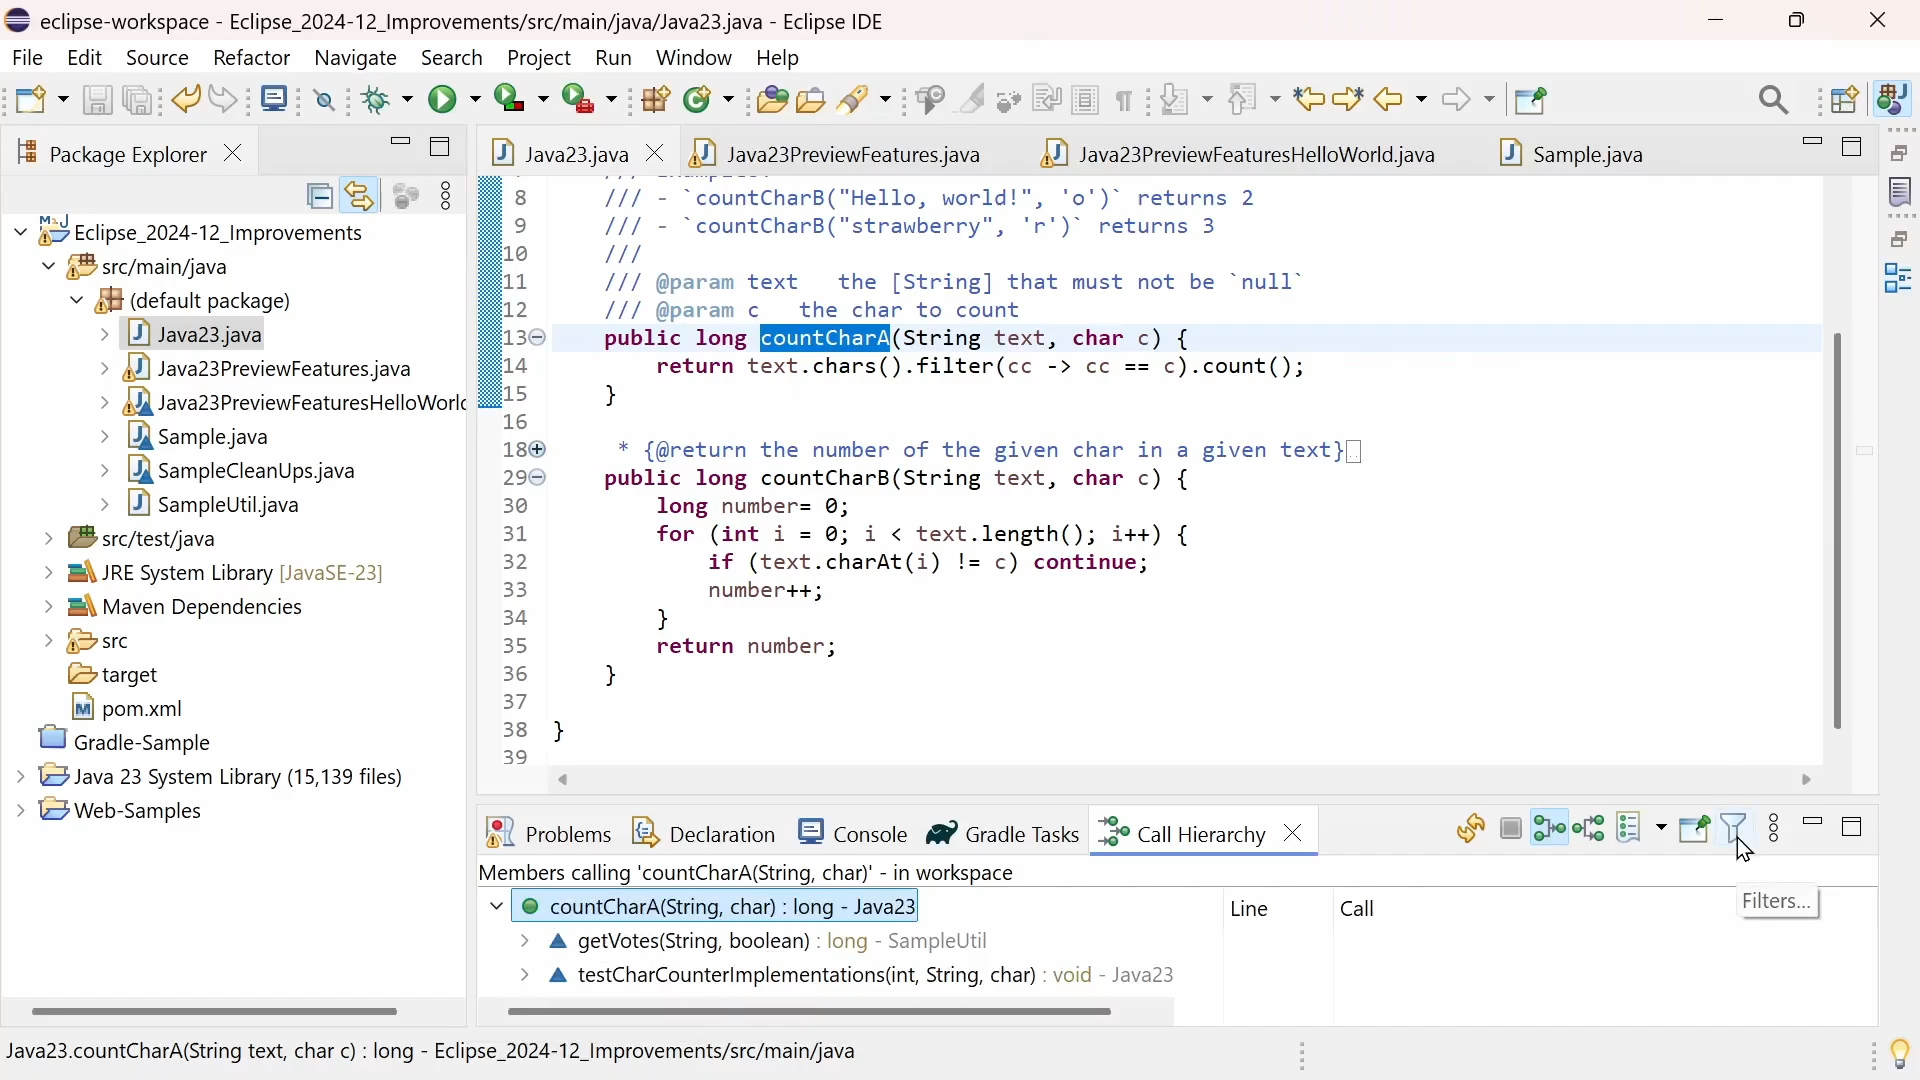 eclipse-workspace - Eclipse_2024-12_Improvements/src/main/java/Java23.java - Eclipse IDE
File Edit Source Refactor Navigate Search Project Run Window Help
Package Explorer
Eclipse_2024-12_Improvements
src/main/java
(default package)
Java23.java
Java23PreviewFeatures.java
Java23PreviewFeaturesHelloWorld
Sample.java
SampleCleanUps.java
SampleUtil.java
src/test/java
JRE System Library [JavaSE-23]
Maven Dependencies
src
target
pom.xml
Gradle-Sample
Java 23 System Library (15,139 files)
Web-Samples
Java23.java Java23PreviewFeatures.java Java23PreviewFeaturesHelloWorld.java Sample.java
8 /// - `countCharB("Hello, world!", 'o')` returns 2
9 /// - `countCharB("strawberry", 'r')` returns 3
10 ///
11 /// @param text   the [String] that must not be `null`
12 /// @param c   the char to count
13 public long countCharA(String text, char c) {
14 return text.chars().filter(cc -> cc == c).count();
15 }
16
18 * {@return the number of the given char in a given text}
29 public long countCharB(String text, char c) {
30 long number= 0;
31 for (int i = 0; i < text.length(); i++) {
32 if (text.charAt(i) != c) continue;
33 number++;
34 }
35 return number;
36 }
37
38 }
39
Problems Declaration Console Gradle Tasks Call Hierarchy
Members calling 'countCharA(String, char)' - in workspace
countCharA(String, char) : long - Java23
getVotes(String, boolean) : long - SampleUtil
testCharCounterImplementations(int, String, char) : void - Java23
Line Call
Filters...
Java23.countCharA(String text, char c) : long - Eclipse_2024-12_Improvements/src/main/java